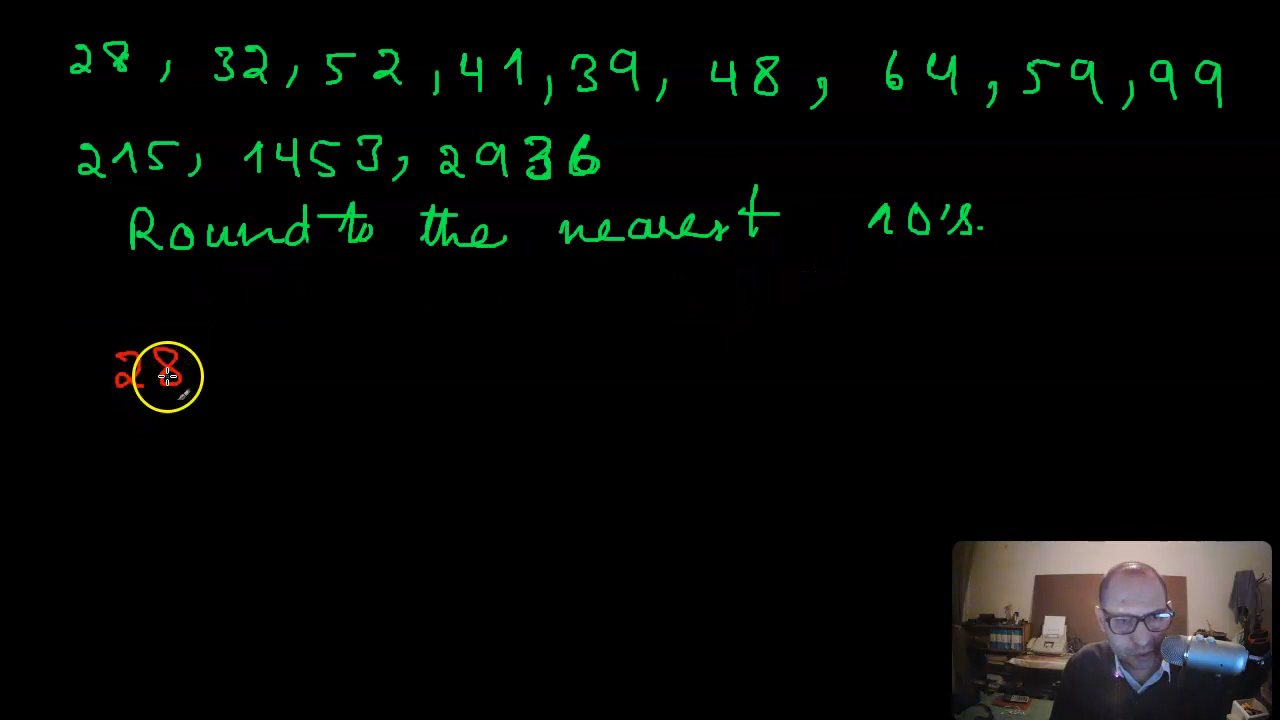 28, 32, 52, 41, 39, 48, 64, 59, 99
215, 1453, 2936
Round to the nearest 10's.
28